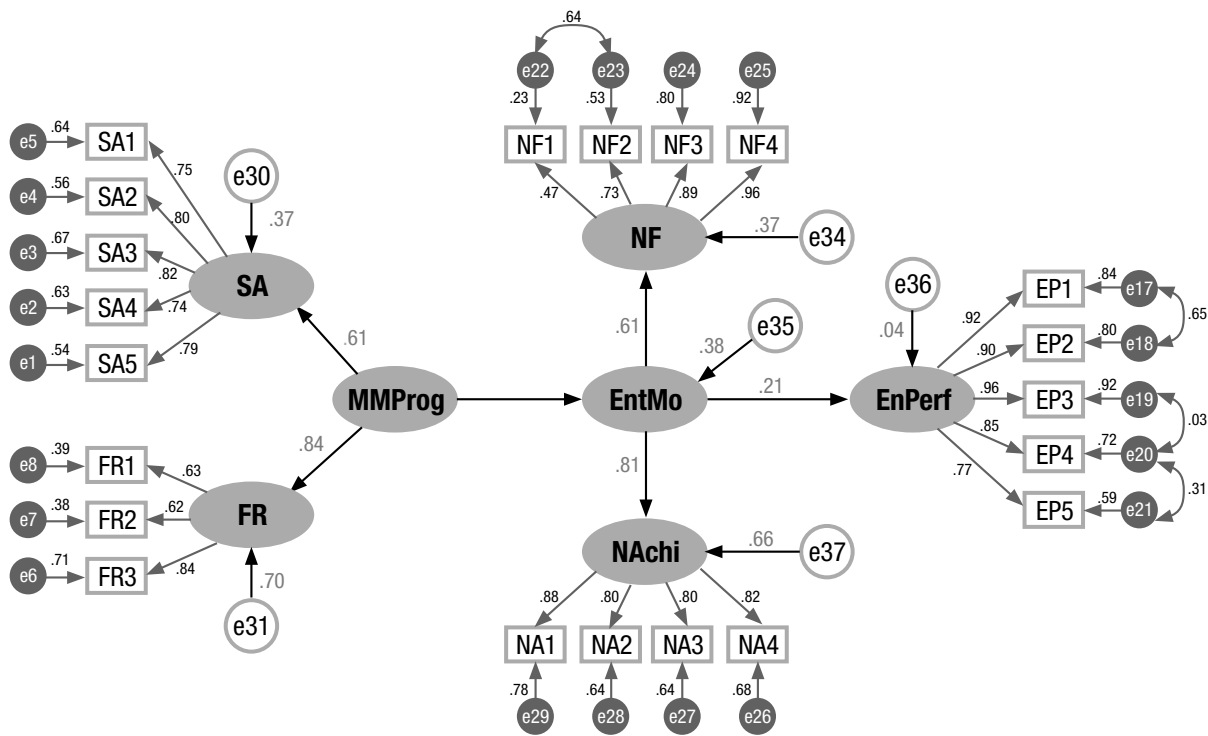 .64
e22 e23 e24 e25
.23 .53 .80 .92
NF1 NF2 NF3 NF4
.47 .73 .89 .96
NF
.37
e34
e5 .64 SA1
e4 .56 SA2
e3 .67 SA3
e2 .63 SA4
e1 .54 SA5
.75
.80
.82
.74
.79
e30
.37
SA
.61
MMProg
.84
e8 .39 FR1
e7 .38 FR2
e6 .71 FR3
.63
.62
.84
FR
.70
e31
.61
.38
e35
EntMo
.21
.81
e36
.04
EnPerf
.92
.90
.96
.85
.77
EP1 .84 e17
EP2 .80 e18
EP3 .92 e19
EP4 .72 e20
EP5 .59 e21
.65
.03
.31
NAchi
.66
e37
.88 .80 .80 .82
NA1 NA2 NA3 NA4
.78 .64 .64 .68
e29 e28 e27 e26